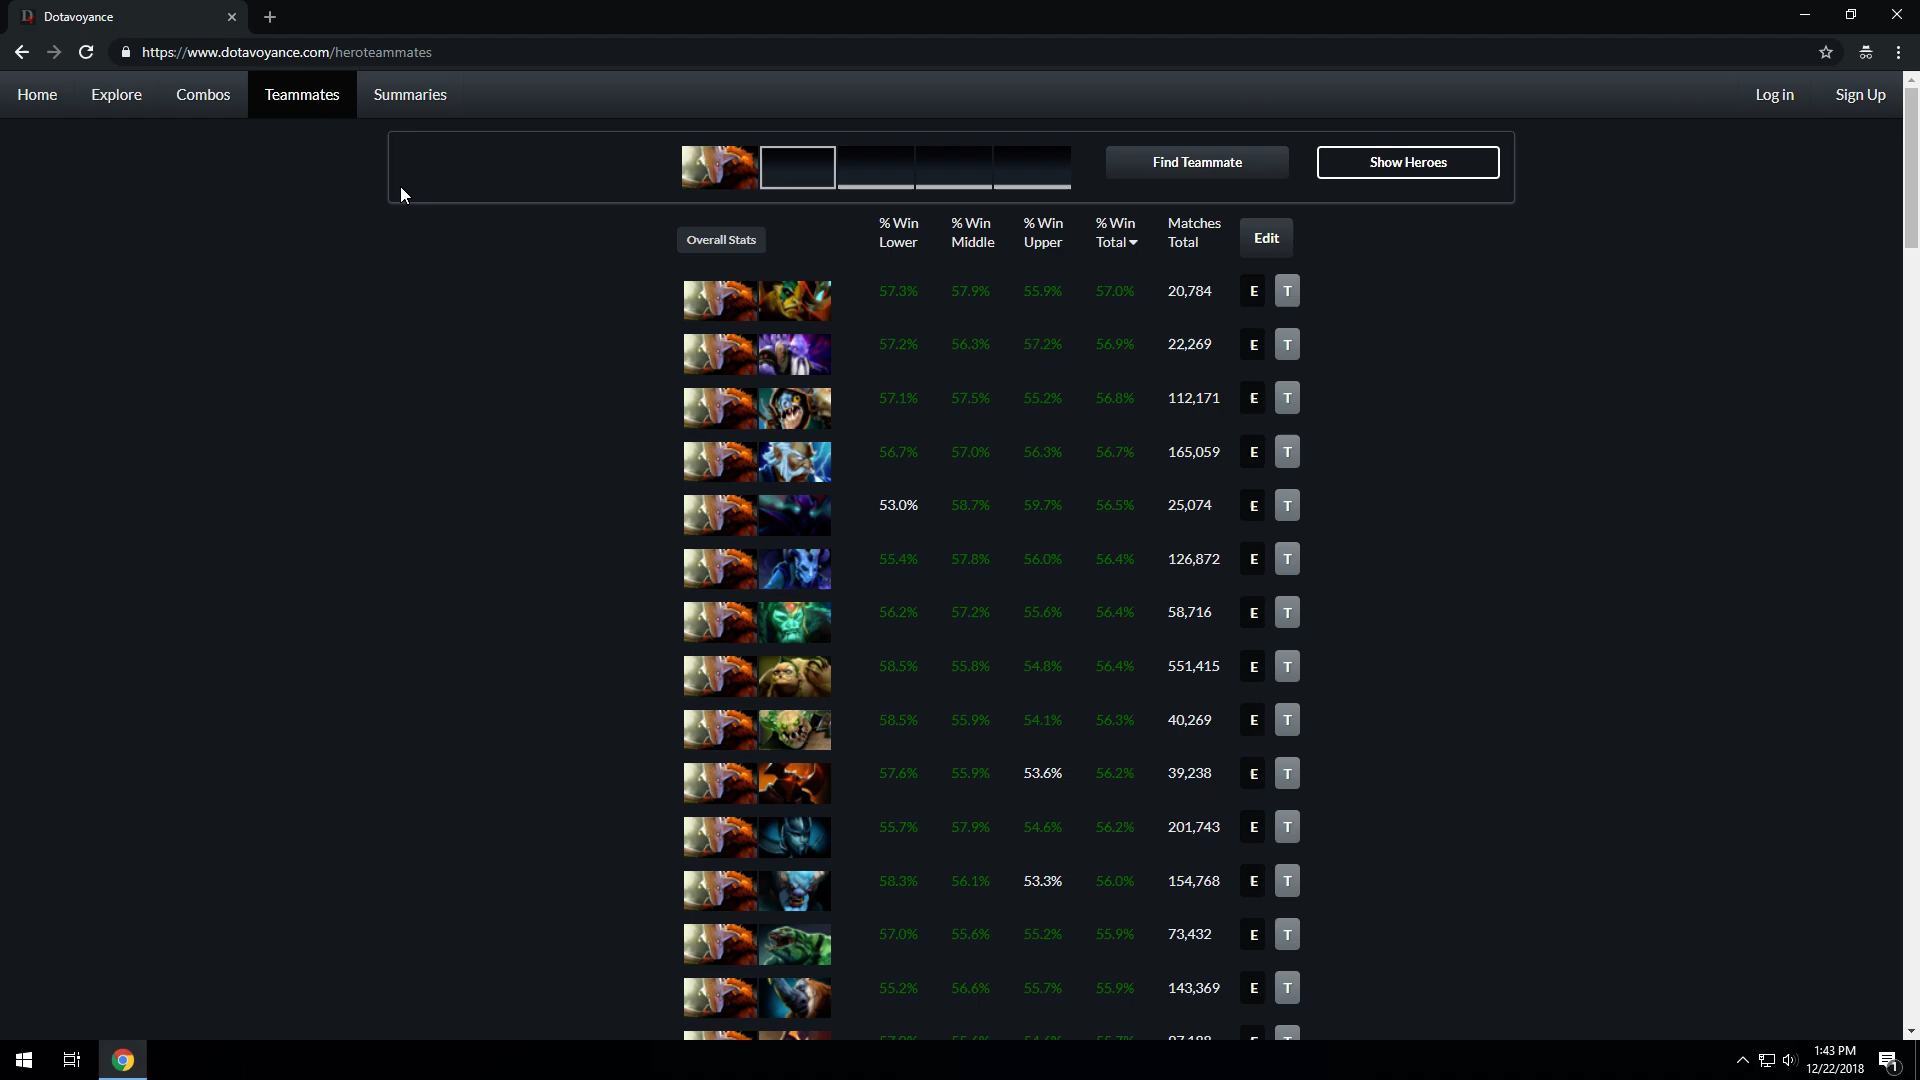 Dotavoyance
https://www.dotavoyance.com/heroteammates
Home Explore Combos Teammates Summaries Log in Sign Up
Find Teammate Show Heroes
Overall Stats
% Win Lower % Win Middle % Win Upper % Win Total Matches Total Edit
57.3% 57.9% 55.9% 57.0% 20,784 E T
57.2% 56.3% 57.2% 56.9% 22,269 E T
57.1% 57.5% 55.2% 56.8% 112,171 E T
56.7% 57.0% 56.3% 56.7% 165,059 E T
53.0% 58.7% 59.7% 56.5% 25,074 E T
55.4% 57.8% 56.0% 56.4% 126,872 E T
56.2% 57.2% 55.6% 56.4% 58,716 E T
58.5% 55.8% 54.8% 56.4% 551,415 E T
58.5% 55.9% 54.1% 56.3% 40,269 E T
57.6% 55.9% 53.6% 56.2% 39,238 E T
55.7% 57.9% 54.6% 56.2% 201,743 E T
58.3% 56.1% 53.3% 56.0% 154,768 E T
57.0% 55.6% 55.2% 55.9% 73,432 E T
55.2% 56.6% 55.7% 55.9% 143,369 E T
1:43 PM
12/22/2018
1